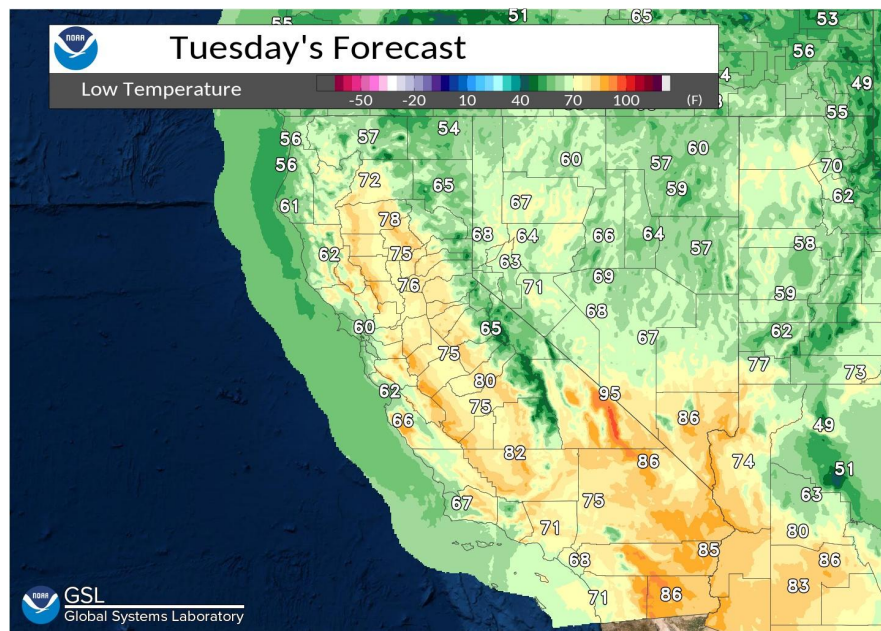 55 51 65 53
NOAA
Tuesday's Forecast
56
Low Temperature
49
-50 -20 10 40 70 100 (F)
55
56 57 54
60 57 60
56
72 65 59 70
62
61 78 67
68 64 66 64 57 58
62 75 63
76 71 69
59
68
60 65 67 62
75 77 73
80
62 75 95 86
66 49
82 86 74 51
63
67 75
71 80
68 85 86
71 86 83
NOAA
GSL
Global Systems Laboratory